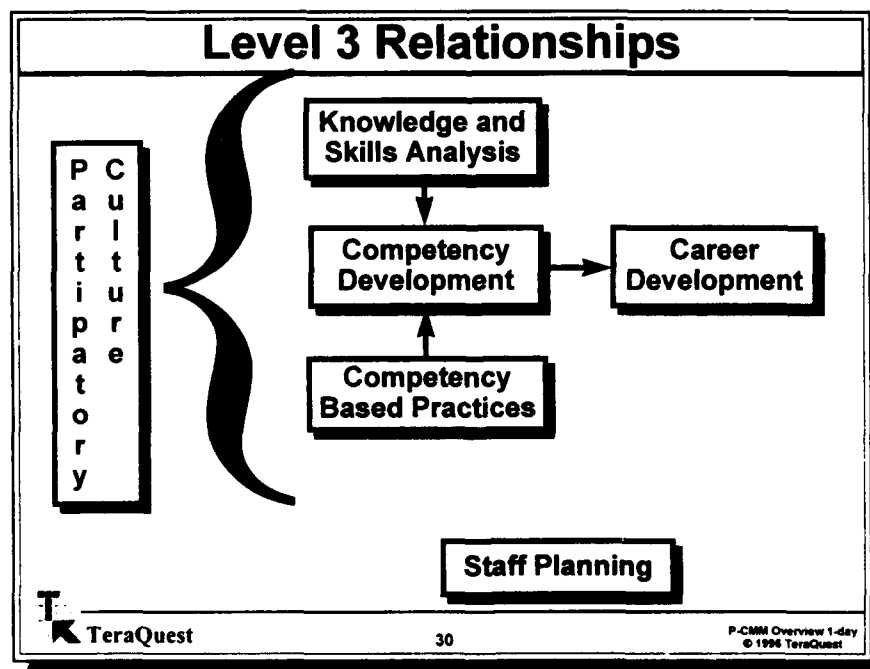 Level 3 Relationships
Partipatory
Culture
Knowledge and
Skills Analysis
Competency
Development
Career
Development
Competency
Based Practices
Staff Planning
T
TeraQuest
30
P-CMM Overview 1-day
© 1996 TeraQuest